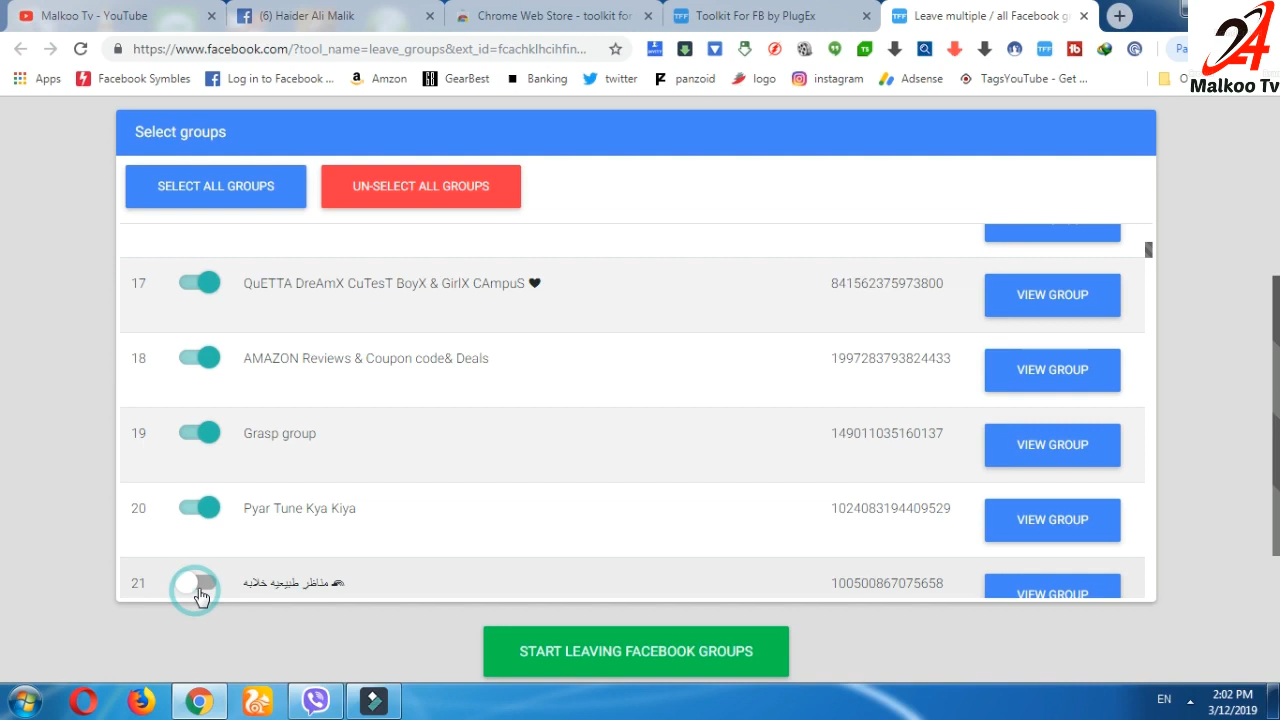 Malkoo Tv - YouTube
(6) Haider Ali Malik
Chrome Web Store - toolkit for
Toolkit For FB by PlugEx
Leave multiple / all Facebook g
24
Malkoo Tv
https://www.facebook.com/?tool_name=leave_groups&ext_id=fcachklhcihfin...
Pa
Apps
Facebook Symbles
Log in to Facebook ...
Amzon
GearBest
Banking
twitter
panzoid
logo
instagram
Adsense
TagsYouTube - Get ...
Select groups
SELECT ALL GROUPS
UN-SELECT ALL GROUPS
17 QuETTA DreAmX CuTesT BoyX & GirlX CAmpuS 🖤 841562375973800 VIEW GROUP
18 AMAZON Reviews & Coupon code& Deals 1997283793824433 VIEW GROUP
19 Grasp group 149011035160137 VIEW GROUP
20 Pyar Tune Kya Kiya 1024083194409529 VIEW GROUP
21 مناظر طبيعيه خلابه 100500867075658 VIEW GROUP
START LEAVING FACEBOOK GROUPS
EN
2:02 PM
3/12/2019